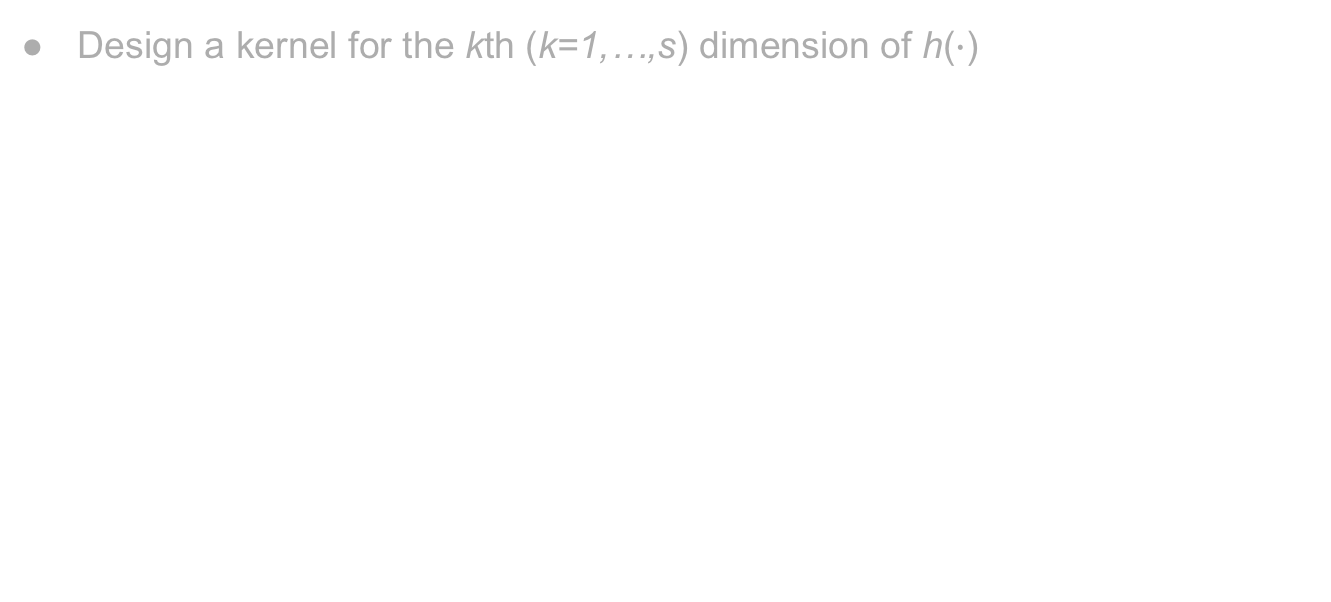 ● Design a kernel for the kth (k=1,…,s) dimension of h(·)